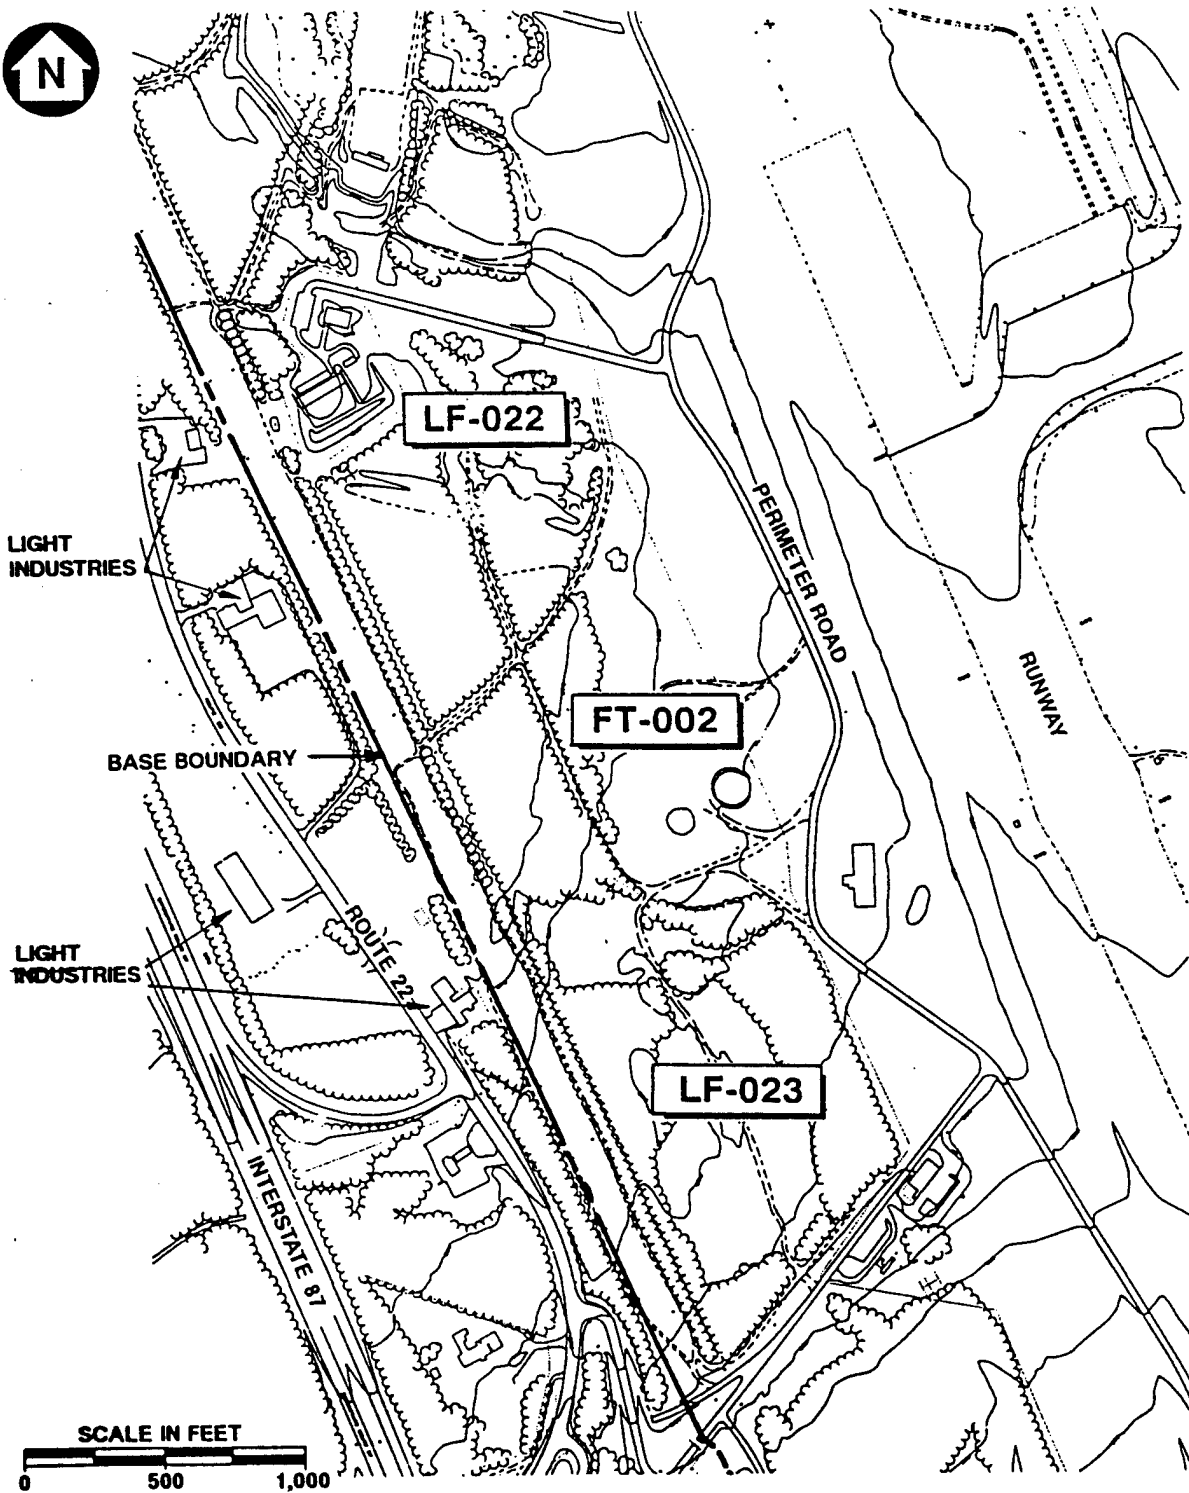 N
LF-022
PERIMETER ROAD
LIGHT
INDUSTRIES
RUNWAY
FT-002
BASE BOUNDARY
ROUTE 22
LIGHT
INDUSTRIES
LF-023
INTERSTATE 87
SCALE IN FEET
0 500 1,000